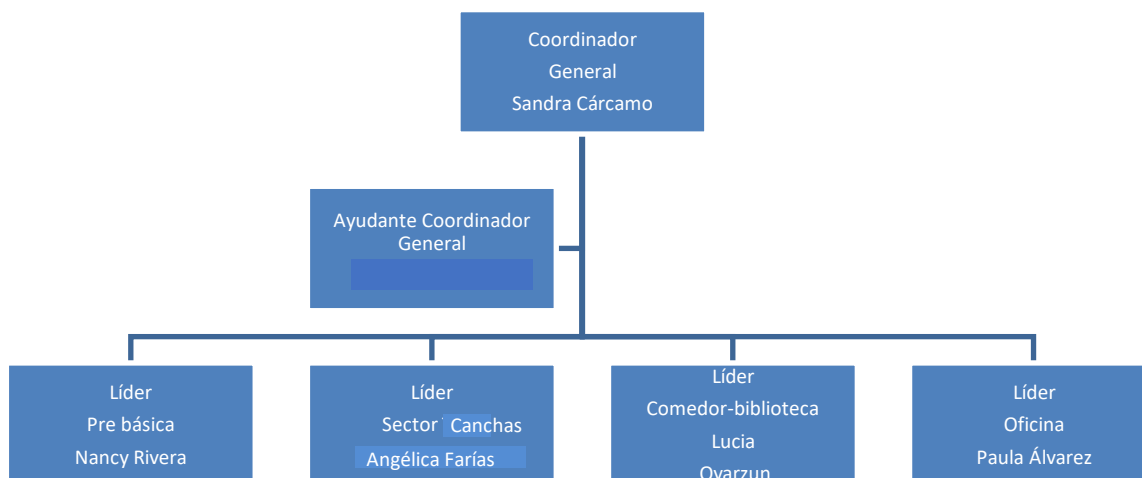 Coordinador
General
Sandra Cárcamo
Ayudante Coordinador
General
Líder
Pre básica
Nancy Rivera
Líder
Sector Canchas
Angélica Farías
Líder
Comedor-biblioteca
Lucia
Oyarzun
Líder
Oficina
Paula Álvarez